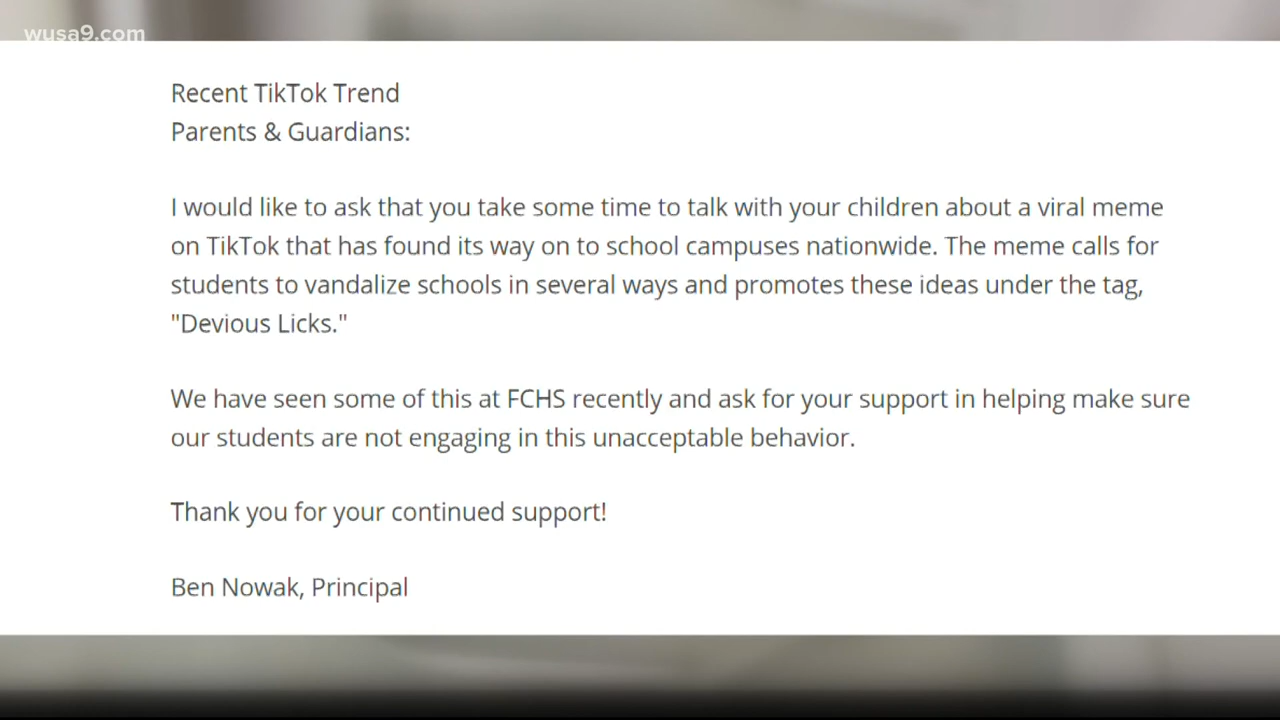 wusa9.com
Recent TikTok Trend
Parents & Guardians:
I would like to ask that you take some time to talk with your children about a viral meme
on TikTok that has found its way on to school campuses nationwide. The meme calls for
students to vandalize schools in several ways and promotes these ideas under the tag,
"Devious Licks."
We have seen some of this at FCHS recently and ask for your support in helping make sure
our students are not engaging in this unacceptable behavior.
Thank you for your continued support!
Ben Nowak, Principal